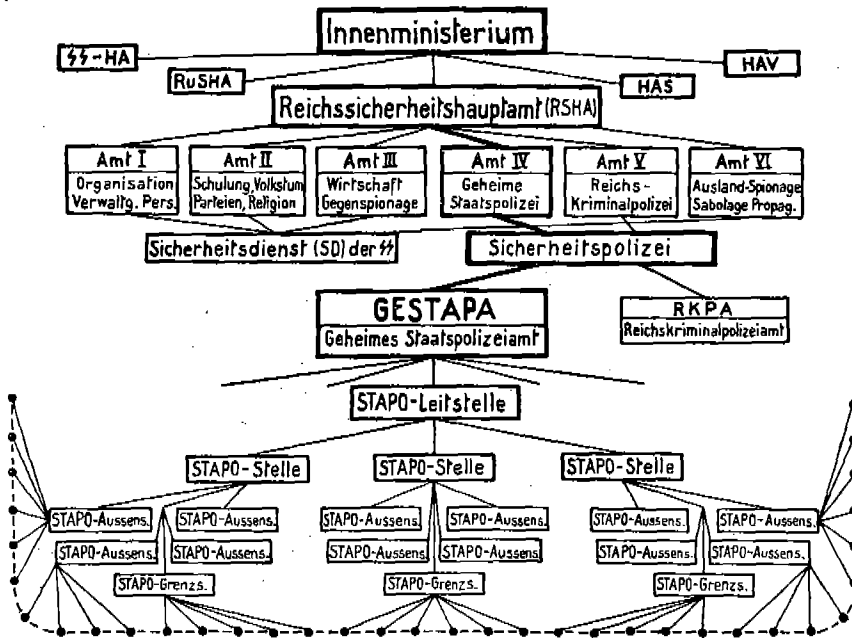 Innenministerium
ᛋᛋ-HA
HAV
RuSHA
HAS
Reichssicherheitshauptamt (RSHA)
Amt I
Organisation
Verwaltg. Pers.
Amt II
Schulung, Volkstum
Parteien, Religion
Amt III
Wirtschaft
Gegenspionage
Amt IV
Geheime
Staatspolizei
Amt V
Reichs-
Kriminalpolizei
Amt VI
Ausland-Spionage
Sabotage Propag.
Sicherheitsdienst (SD) der ᛋᛋ
Sicherheitspolizei
GESTAPA
Geheimes Staatspolizeiamt
RKPA
Reichskriminalpolizeiamt
STAPO-Leitstelle
STAPO-Stelle
STAPO-Stelle
STAPO-Stelle
STAPO-Aussens.
STAPO-Aussens.
STAPO-Aussens.
STAPO-Aussens.
STAPO-Aussens.
STAPO-Aussens.
STAPO-Aussens.
STAPO-Aussens.
STAPO-Aussens.
STAPO-Aussens.
STAPO-Aussens.
STAPO-Aussens.
STAPO-Grenzs.
STAPO-Grenzs.
STAPO-Grenzs.